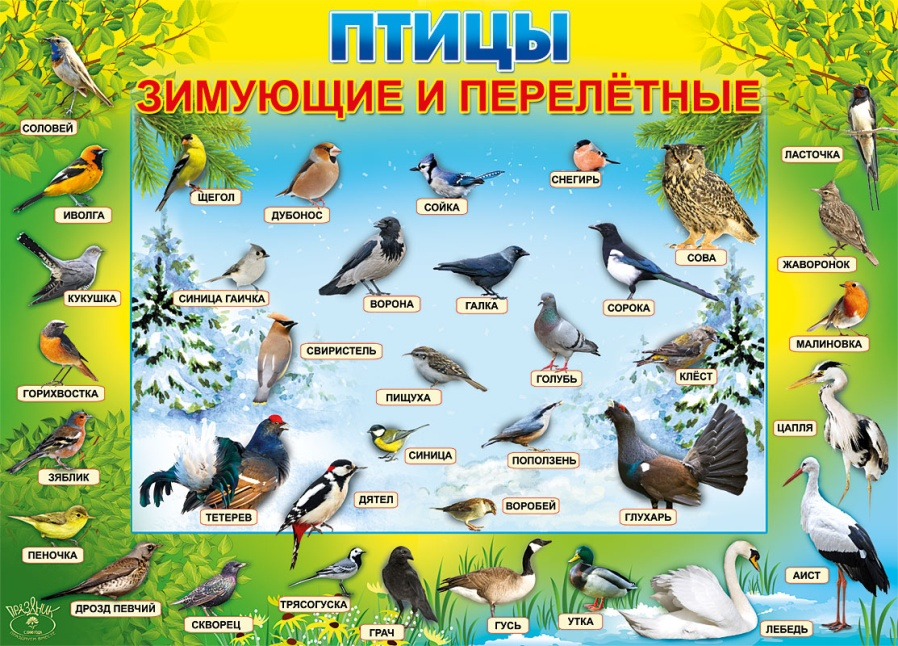 ПТИЦЫ
ЗИМУЮЩИЕ И ПЕРЕЛЁТНЫЕ
СОЛОВЕЙ
ЛАСТОЧКА
ИВОЛГА
ЩЕГОЛ
ДУБОНОС
СОЙКА
СНЕГИРЬ
СОВА
ЖАВОРОНОК
КУКУШКА
СИНИЦА ГАИЧКА
ВОРОНА
ГАЛКА
СОРОКА
МАЛИНОВКА
СВИРИСТЕЛЬ
ГОРИХВОСТКА
ПИЩУХА
ГОЛУБЬ
КЛЁСТ
ЦАПЛЯ
ЗЯБЛИК
СИНИЦА
ПОПОЛЗЕНЬ
ТЕТЕРЕВ
ДЯТЕЛ
ВОРОБЕЙ
ГЛУХАРЬ
ПЕНОЧКА
АИСТ
ДРОЗД ПЕВЧИЙ
СКВОРЕЦ
ТРЯСОГУСКА
ГРАЧ
ГУСЬ
УТКА
ЛЕБЕДЬ
Праздник